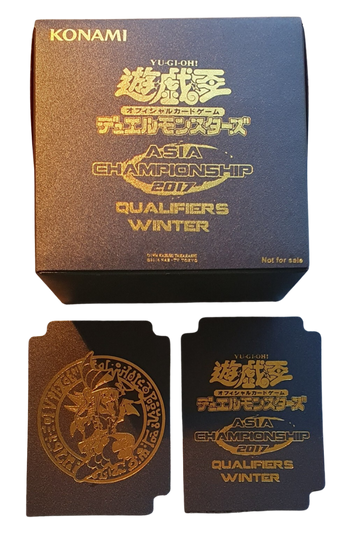 KONAMI
YU-GI-OH!
遊戯王
オフィシャルカードゲーム
デュエルモンスターズ
ASIA
CHAMPIONSHIP
2017
QUALIFIERS
WINTER
Not for sale
YU-GI-OH!
遊戯王
オフィシャルカードゲーム
デュエルモンスターズ
ASIA
CHAMPIONSHIP
2017
QUALIFIERS
WINTER